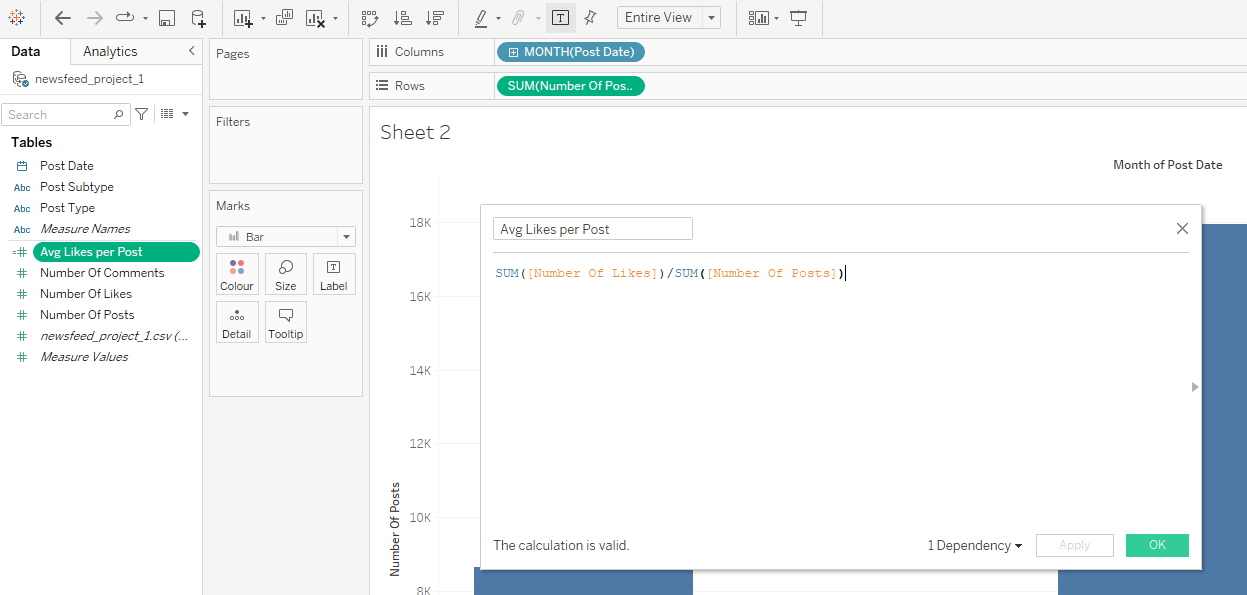 Entire View
Data
Analytics
newsfeed_project_1
Search
Tables
Post Date
Abc
Post Subtype
Abc
Post Type
Abc
Measure Names
Avg Likes per Post
Number Of Comments
Number Of Likes
Number Of Posts
newsfeed_project_1.csv (...
Measure Values
Pages
Filters
Marks
Bar
Colour
Size
T
Label
Detail
Tooltip
Columns
MONTH(Post Date)
Rows
SUM(Number Of Pos..
Sheet 2
Month of Post Date
18K
16K
14K
12K
10K
8K
Number Of Posts
Avg Likes per Post
SUM([Number Of Likes])/SUM([Number Of Posts])
The calculation is valid.
1 Dependency
Apply
OK